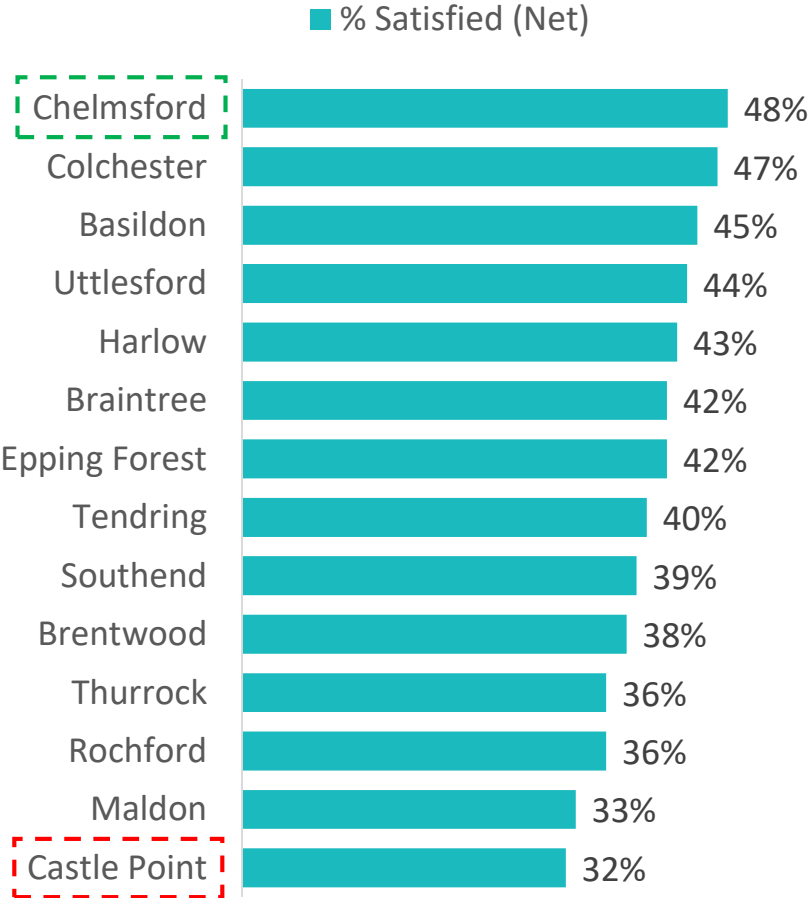 % Satisfied (Net)
Chelmsford 48%
Colchester 47%
Basildon 45%
Uttlesford 44%
Harlow 43%
Braintree 42%
Epping Forest 42%
Tendring 40%
Southend 39%
Brentwood 38%
Thurrock 36%
Rochford 36%
Maldon 33%
Castle Point 32%